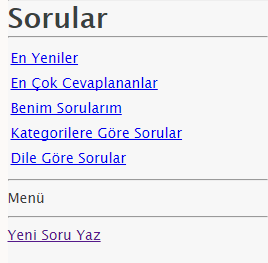 Sorular
En Yeniler
En Çok Cevaplananlar
Benim Sorularım
Kategorilere Göre Sorular
Dile Göre Sorular
Menü
Yeni Soru Yaz